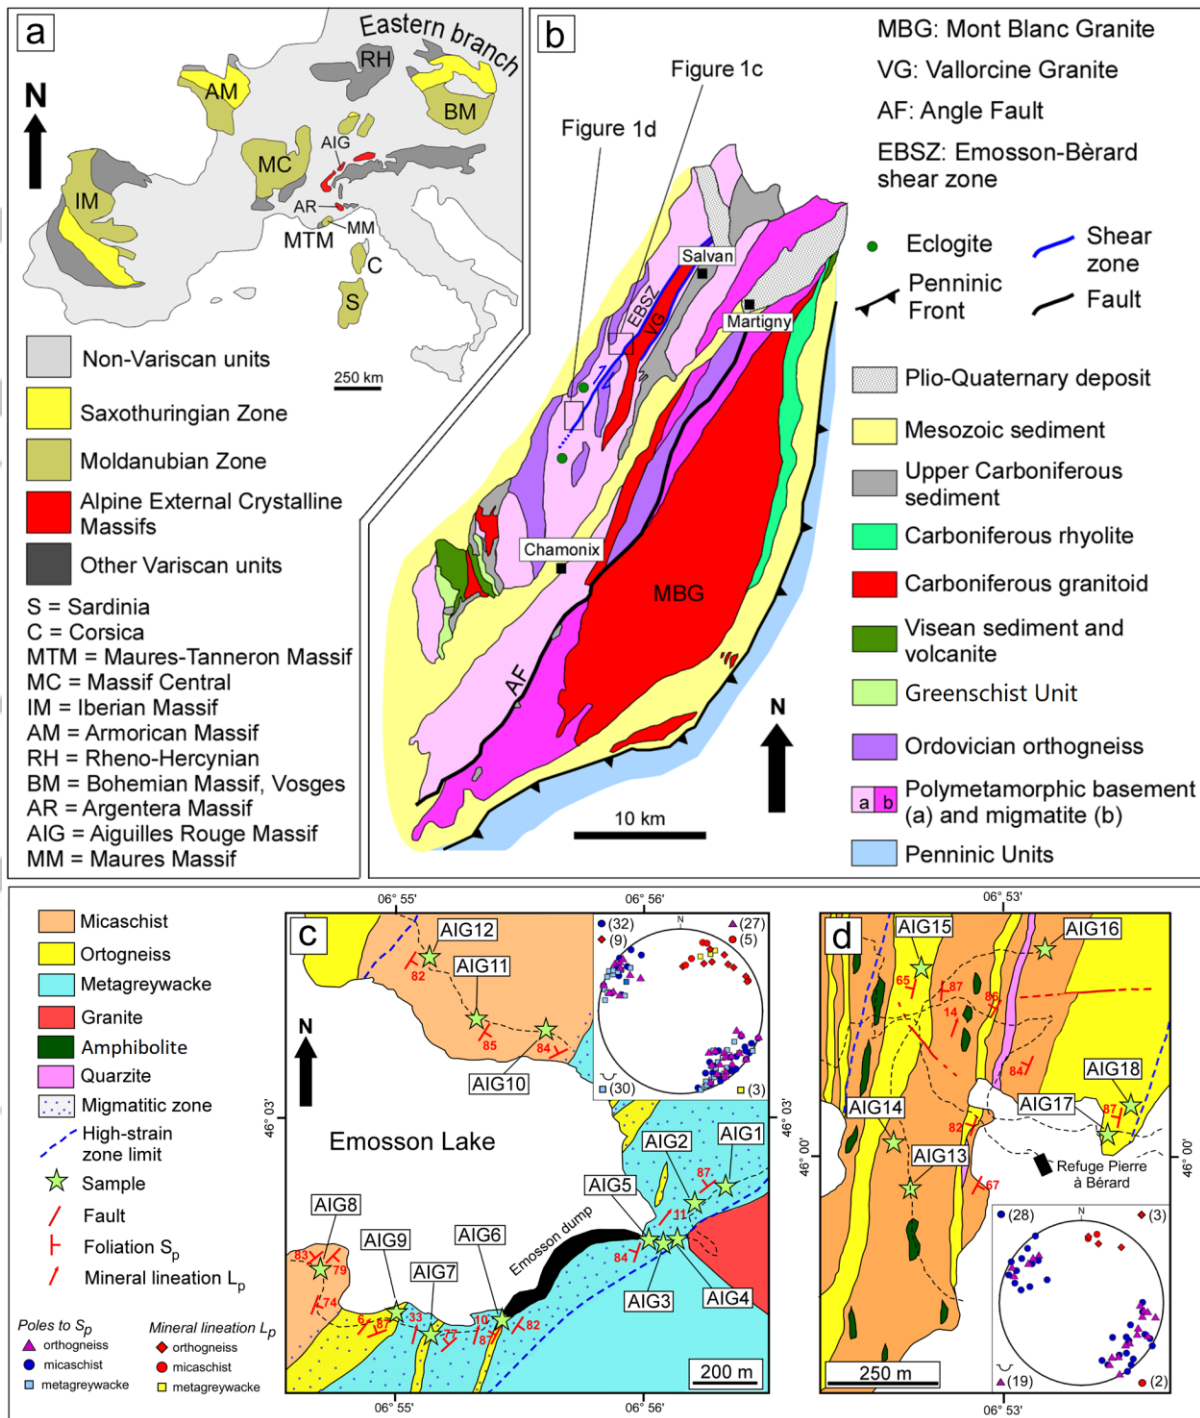 a
Eastern
branch
N
RH
AM
BM
AIG
MC
IM
AR
MM
MTM
C
S
250 km
Non-Variscan units
Saxothuringian Zone
Moldanubian Zone
Alpine External Crystalline
Massifs
Other Variscan units
S = Sardinia
C = Corsica
MTM = Maures-Tanneron Massif
MC = Massif Central
IM = Iberian Massif
AM = Armorican Massif
RH = Rheno-Hercynian
BM = Bohemian Massif, Vosges
AR = Argentera Massif
AIG = Aiguilles Rouge Massif
MM = Maures Massif
b
Figure 1c
Figure 1d
Salvan
EBSZ
VG
Martigny
Chamonix
MBG
AF
N
10 km
MBG: Mont Blanc Granite
VG: Vallorcine Granite
AF: Angle Fault
EBSZ: Emosson-Bèrard
shear zone
Eclogite
Shear
zone
Penninic
Front
Fault
Plio-Quaternary deposit
Mesozoic sediment
Upper Carboniferous
sediment
Carboniferous rhyolite
Carboniferous granitoid
Visean sediment and
volcanite
Greenschist Unit
Ordovician orthogneiss
a b
Polymetamorphic basement
(a) and migmatite (b)
Penninic Units
Micaschist
Ortogneiss
Metagreywacke
Granite
Amphibolite
Quarzite
Migmatitic zone
High-strain
zone limit
Sample
Fault
Foliation Sp
Mineral lineation Lp
Poles to Sp
orthogneiss
micaschist
metagreywacke
Mineral lineation Lp
orthogneiss
micaschist
metagreywacke
06° 55'
06° 56'
c
N
AIG12
82
AIG11
85
84
AIG10
(32)
(9)
N
(27)
(5)
(30)
(3)
46° 03'
46° 03'
Emosson Lake
AIG2
AIG1
87
AIG5
11
84
Emosson dump
AIG8
83
79
74
AIG9
AIG6
AIG7
6
87
33
77
10
87
82
AIG3
AIG4
200 m
06° 55'
06° 56'
06° 53'
d
AIG15
AIG16
65
87
86
14
84
AIG18
87
AIG14
AIG17
82
AIG13
67
46° 00'
46° 00'
Refuge Pierre
à Bérard
(28)
N
(3)
(19)
(2)
250 m
06° 53'